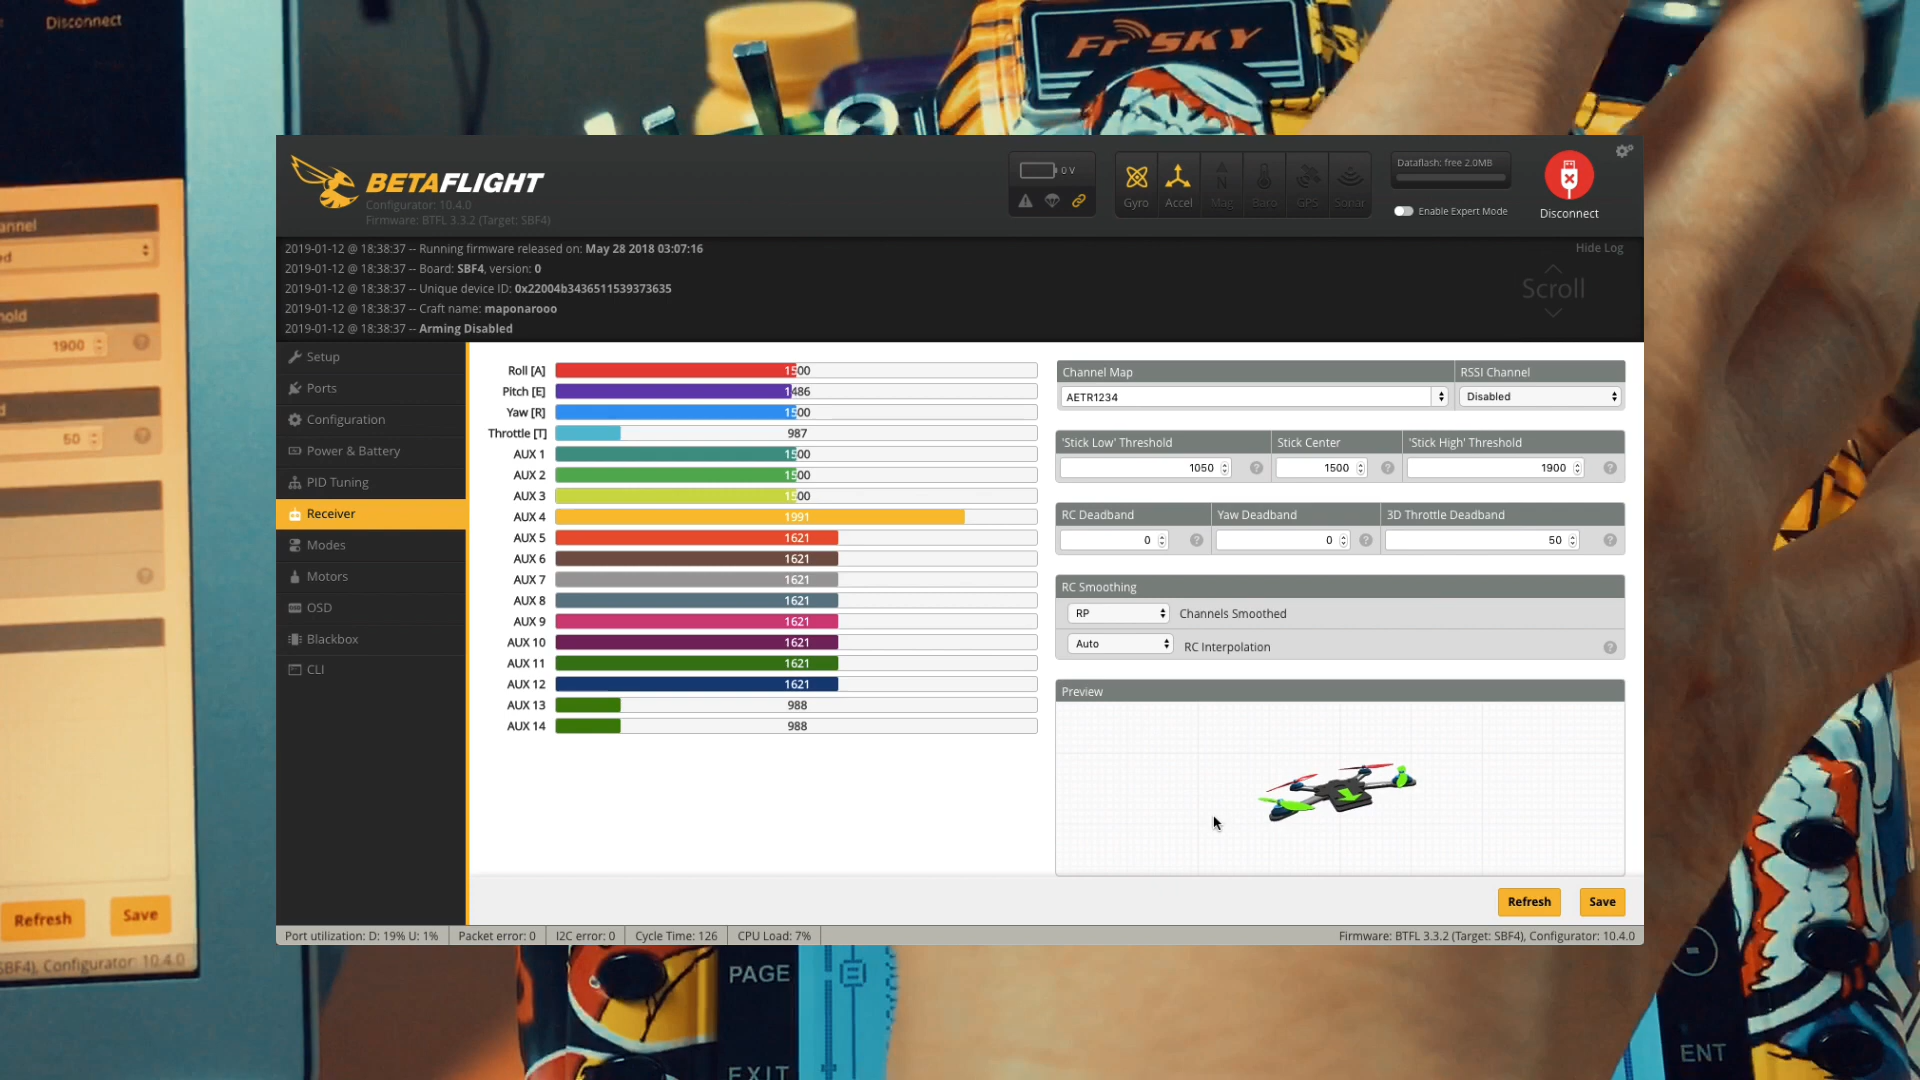 Disconnect
FrSKY
BETAFLIGHT
Configurator: 10.4.0
Firmware: BTFL 3.3.2 (Target: SBF4)
0 V
Gyro
Accel
Mag
Baro
GPS
Sonar
Dataflash: free 2.0MB
Enable Expert Mode
Disconnect
2019-01-12 @ 18:38:37 -- Running firmware released on: May 28 2018 03:07:16
2019-01-12 @ 18:38:37 -- Board: SBF4, version: 0
2019-01-12 @ 18:38:37 -- Unique device ID: 0x22004b3436511539373635
2019-01-12 @ 18:38:37 -- Craft name: maponarooo
2019-01-12 @ 18:38:37 -- Arming Disabled
Hide Log
Scroll
Setup
Ports
Configuration
Power & Battery
PID Tuning
Receiver
Modes
Motors
OSD
Blackbox
CLI
Roll [A] 1500
Pitch [E] 1486
Yaw [R] 1500
Throttle [T] 987
AUX 1 1500
AUX 2 1500
AUX 3 1500
AUX 4 1991
AUX 5 1621
AUX 6 1621
AUX 7 1621
AUX 8 1621
AUX 9 1621
AUX 10 1621
AUX 11 1621
AUX 12 1621
AUX 13 988
AUX 14 988
Channel Map RSSI Channel
AETR1234 Disabled
'Stick Low' Threshold Stick Center 'Stick High' Threshold
1050 1500 1900
RC Deadband Yaw Deadband 3D Throttle Deadband
0 0 50
RC Smoothing
RP Channels Smoothed
Auto RC Interpolation
Preview
Refresh Save
Port utilization: D: 19% U: 1% Packet error: 0 I2C error: 0 Cycle Time: 126 CPU Load: 7% Firmware: BTFL 3.3.2 (Target: SBF4), Configurator: 10.4.0
1900
50
Refresh Save
SBF4), Configurator: 10.4.0
PAGE
EXIT
ENT